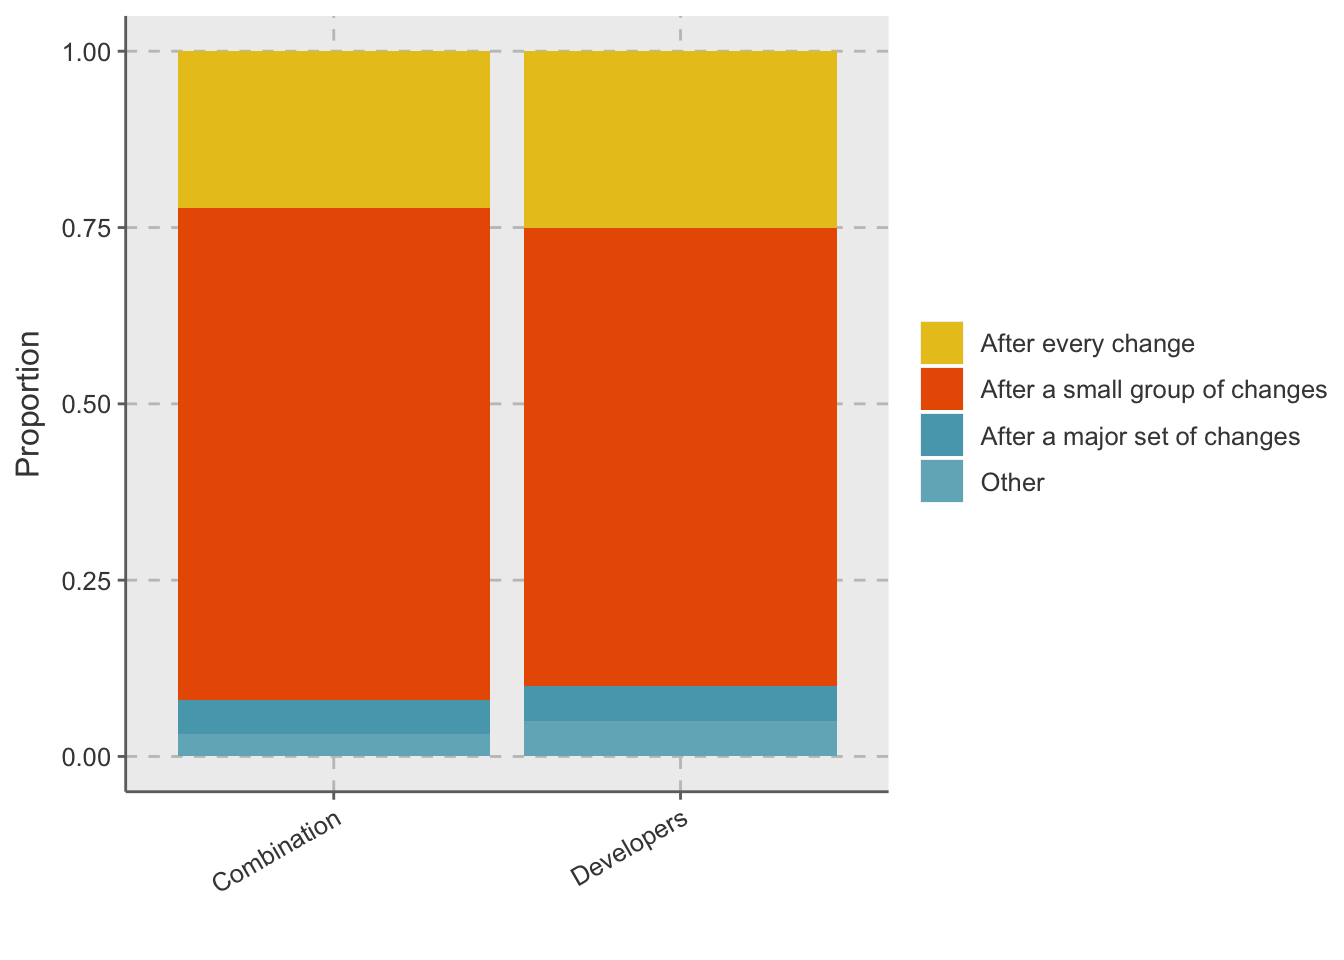 1.00
0.75
0.50
0.25
0.00
Proportion
Combination
Developers
After every change
After a small group of changes
After a major set of changes
Other